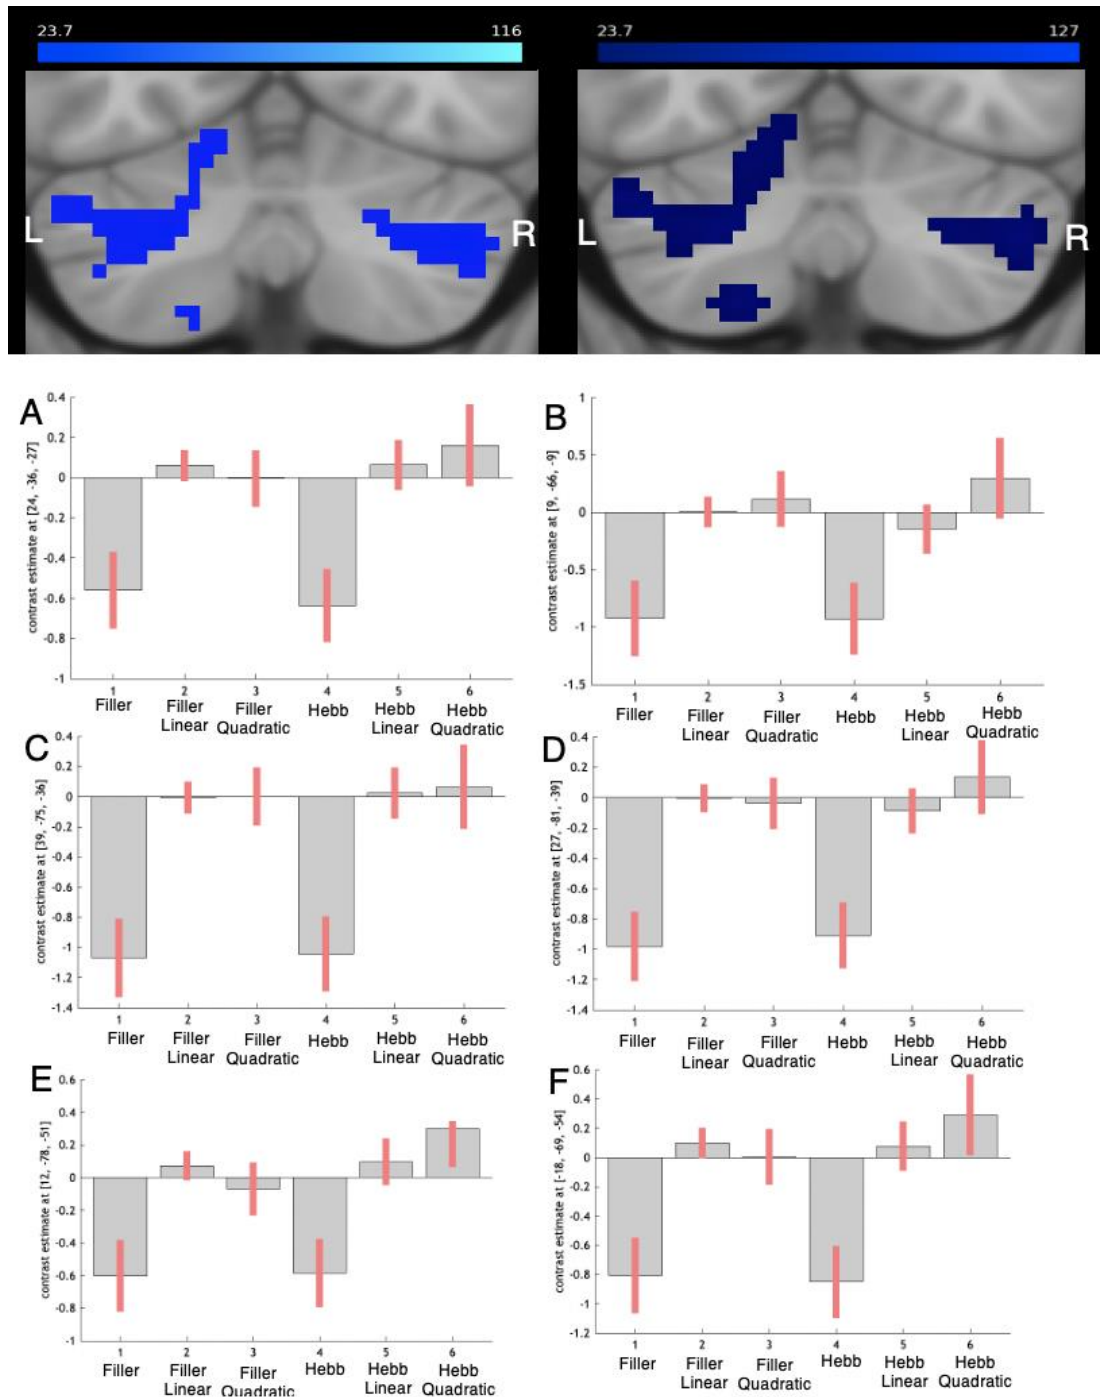 23.7 116 23.7 127
L R L R
A
contrast estimate at [24, -36, -27]
0.4
0.2
0
-0.2
-0.4
-0.6
-0.8
-1
1 2 3 4 5 6
Filler Filler Linear Filler Quadratic Hebb Hebb Linear Hebb Quadratic
B
contrast estimate at [9, -66, -9]
1
0.5
0
-0.5
-1
-1.5
1 2 3 4 5 6
Filler Filler Linear Filler Quadratic Hebb Hebb Linear Hebb Quadratic
C
contrast estimate at [39, -75, -36]
0.4
0.2
0
-0.2
-0.4
-0.6
-0.8
-1
-1.2
-1.4
1 2 3 4 5 6
Filler Filler Linear Filler Quadratic Hebb Hebb Linear Hebb Quadratic
D
contrast estimate at [27, -81, -39]
0.4
0.2
0
-0.2
-0.4
-0.6
-0.8
-1
-1.2
-1.4
1 2 3 4 5 6
Filler Filler Linear Filler Quadratic Hebb Hebb Linear Hebb Quadratic
E
contrast estimate at [12, -78, -51]
0.6
0.4
0.2
0
-0.2
-0.4
-0.6
-0.8
-1
1 2 3 4 5 6
Filler Filler Linear Filler Quadratic Hebb Hebb Linear Hebb Quadratic
F
contrast estimate at [-18, -69, -54]
0.6
0.4
0.2
0
-0.2
-0.4
-0.6
-0.8
-1
-1.2
1 2 3 4 5 6
Filler Filler Linear Filler Quadratic Hebb Hebb Linear Hebb Quadratic